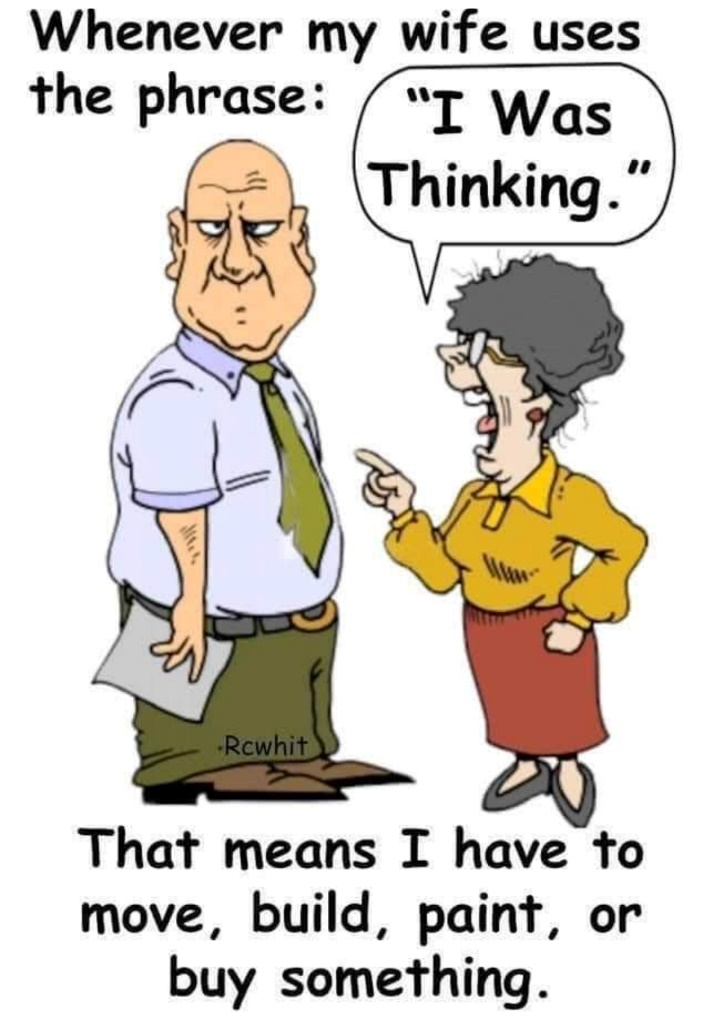 Whenever my wife uses
the phrase:
"I Was
Thinking."
·Rcwhit
That means I have to
move, build, paint, or
buy something.